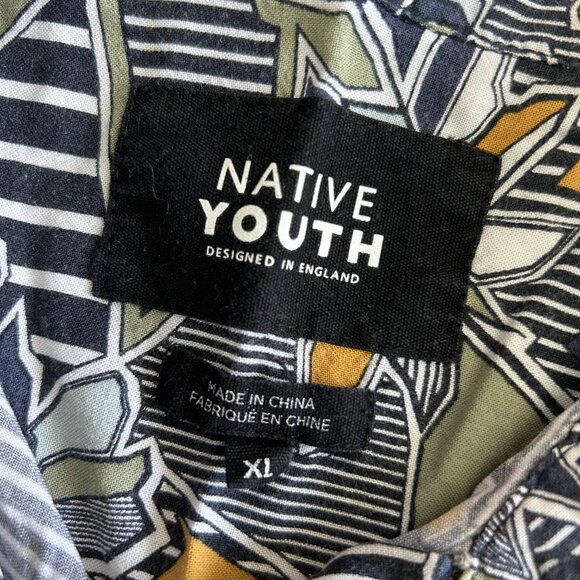 NATIVE
YOUTH
DESIGNED IN ENGLAND
MADE IN CHINA
FABRIQUÉ EN CHINE
XL